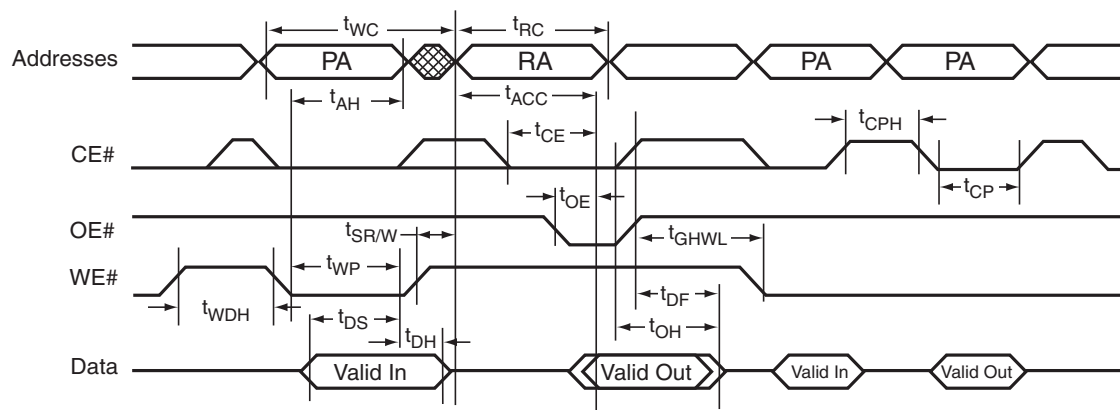 tWC tRC
Addresses PA RA PA PA
tAH tACC
tCE tCPH
CE#
tOE tCP
OE#
tSR/W tGHWL
WE# tWP
tWDH tDS tDF
tDH tOH
Data Valid In Valid Out Valid In Valid Out